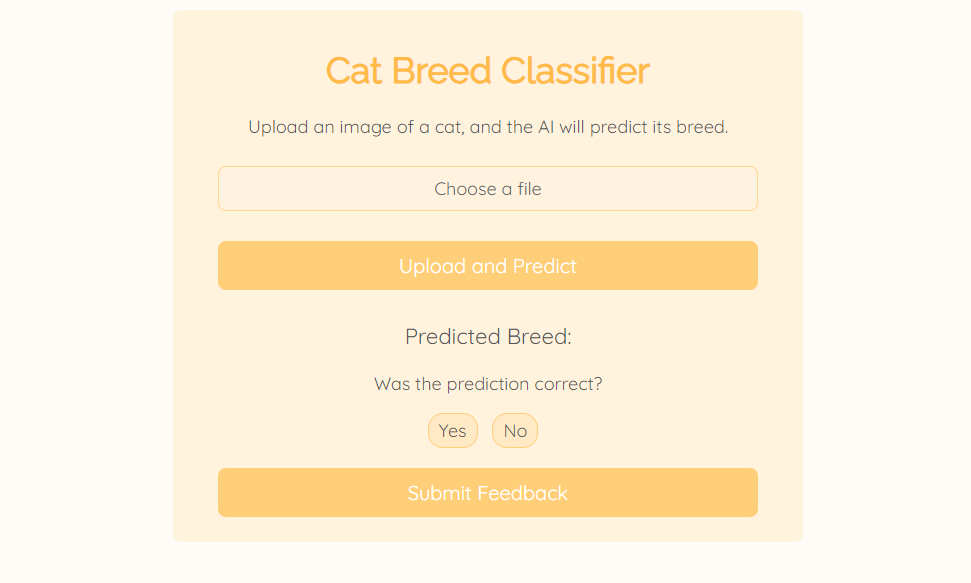 Cat Breed Classifier
Upload an image of a cat, and the AI will predict its breed.
Choose a file
Upload and Predict
Predicted Breed:
Was the prediction correct?
Yes No
Submit Feedback